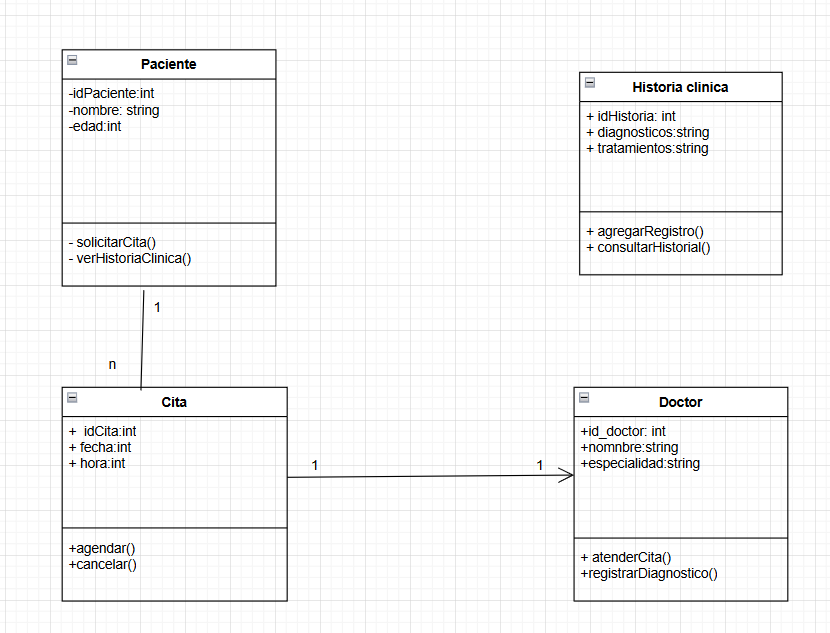 Paciente
-idPaciente:int
-nombre: string
-edad:int
- solicitarCita()
- verHistoriaClinica()
Historia clinica
+ idHistoria: int
+ diagnosticos:string
+ tratamientos:string
+ agregarRegistro()
+ consultarHistorial()
1
n
Cita
+ idCita:int
+ fecha:int
+ hora:int
+agendar()
+cancelar()
1
1
Doctor
+id_doctor: int
+nomnbre:string
+especialidad:string
+ atenderCita()
+registrarDiagnostico()